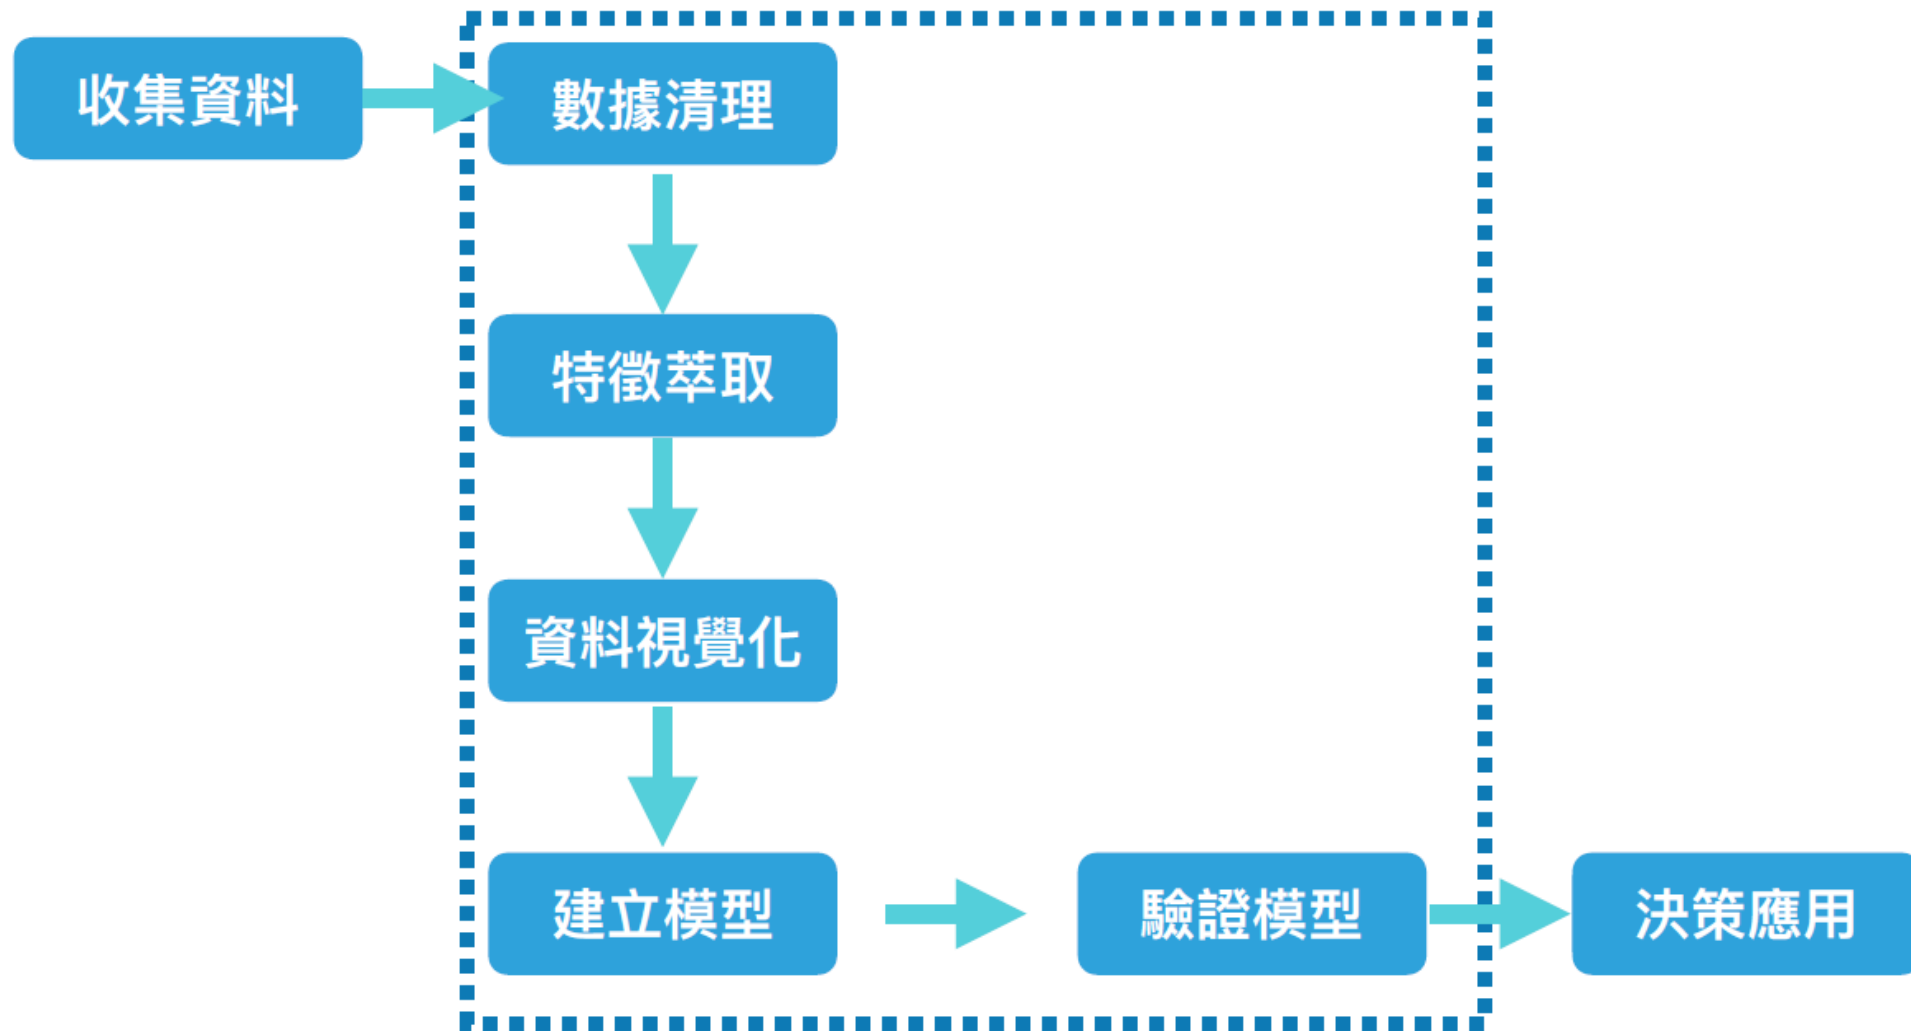 收集資料
數據清理
特徵萃取
資料視覺化
建立模型
驗證模型
決策應用